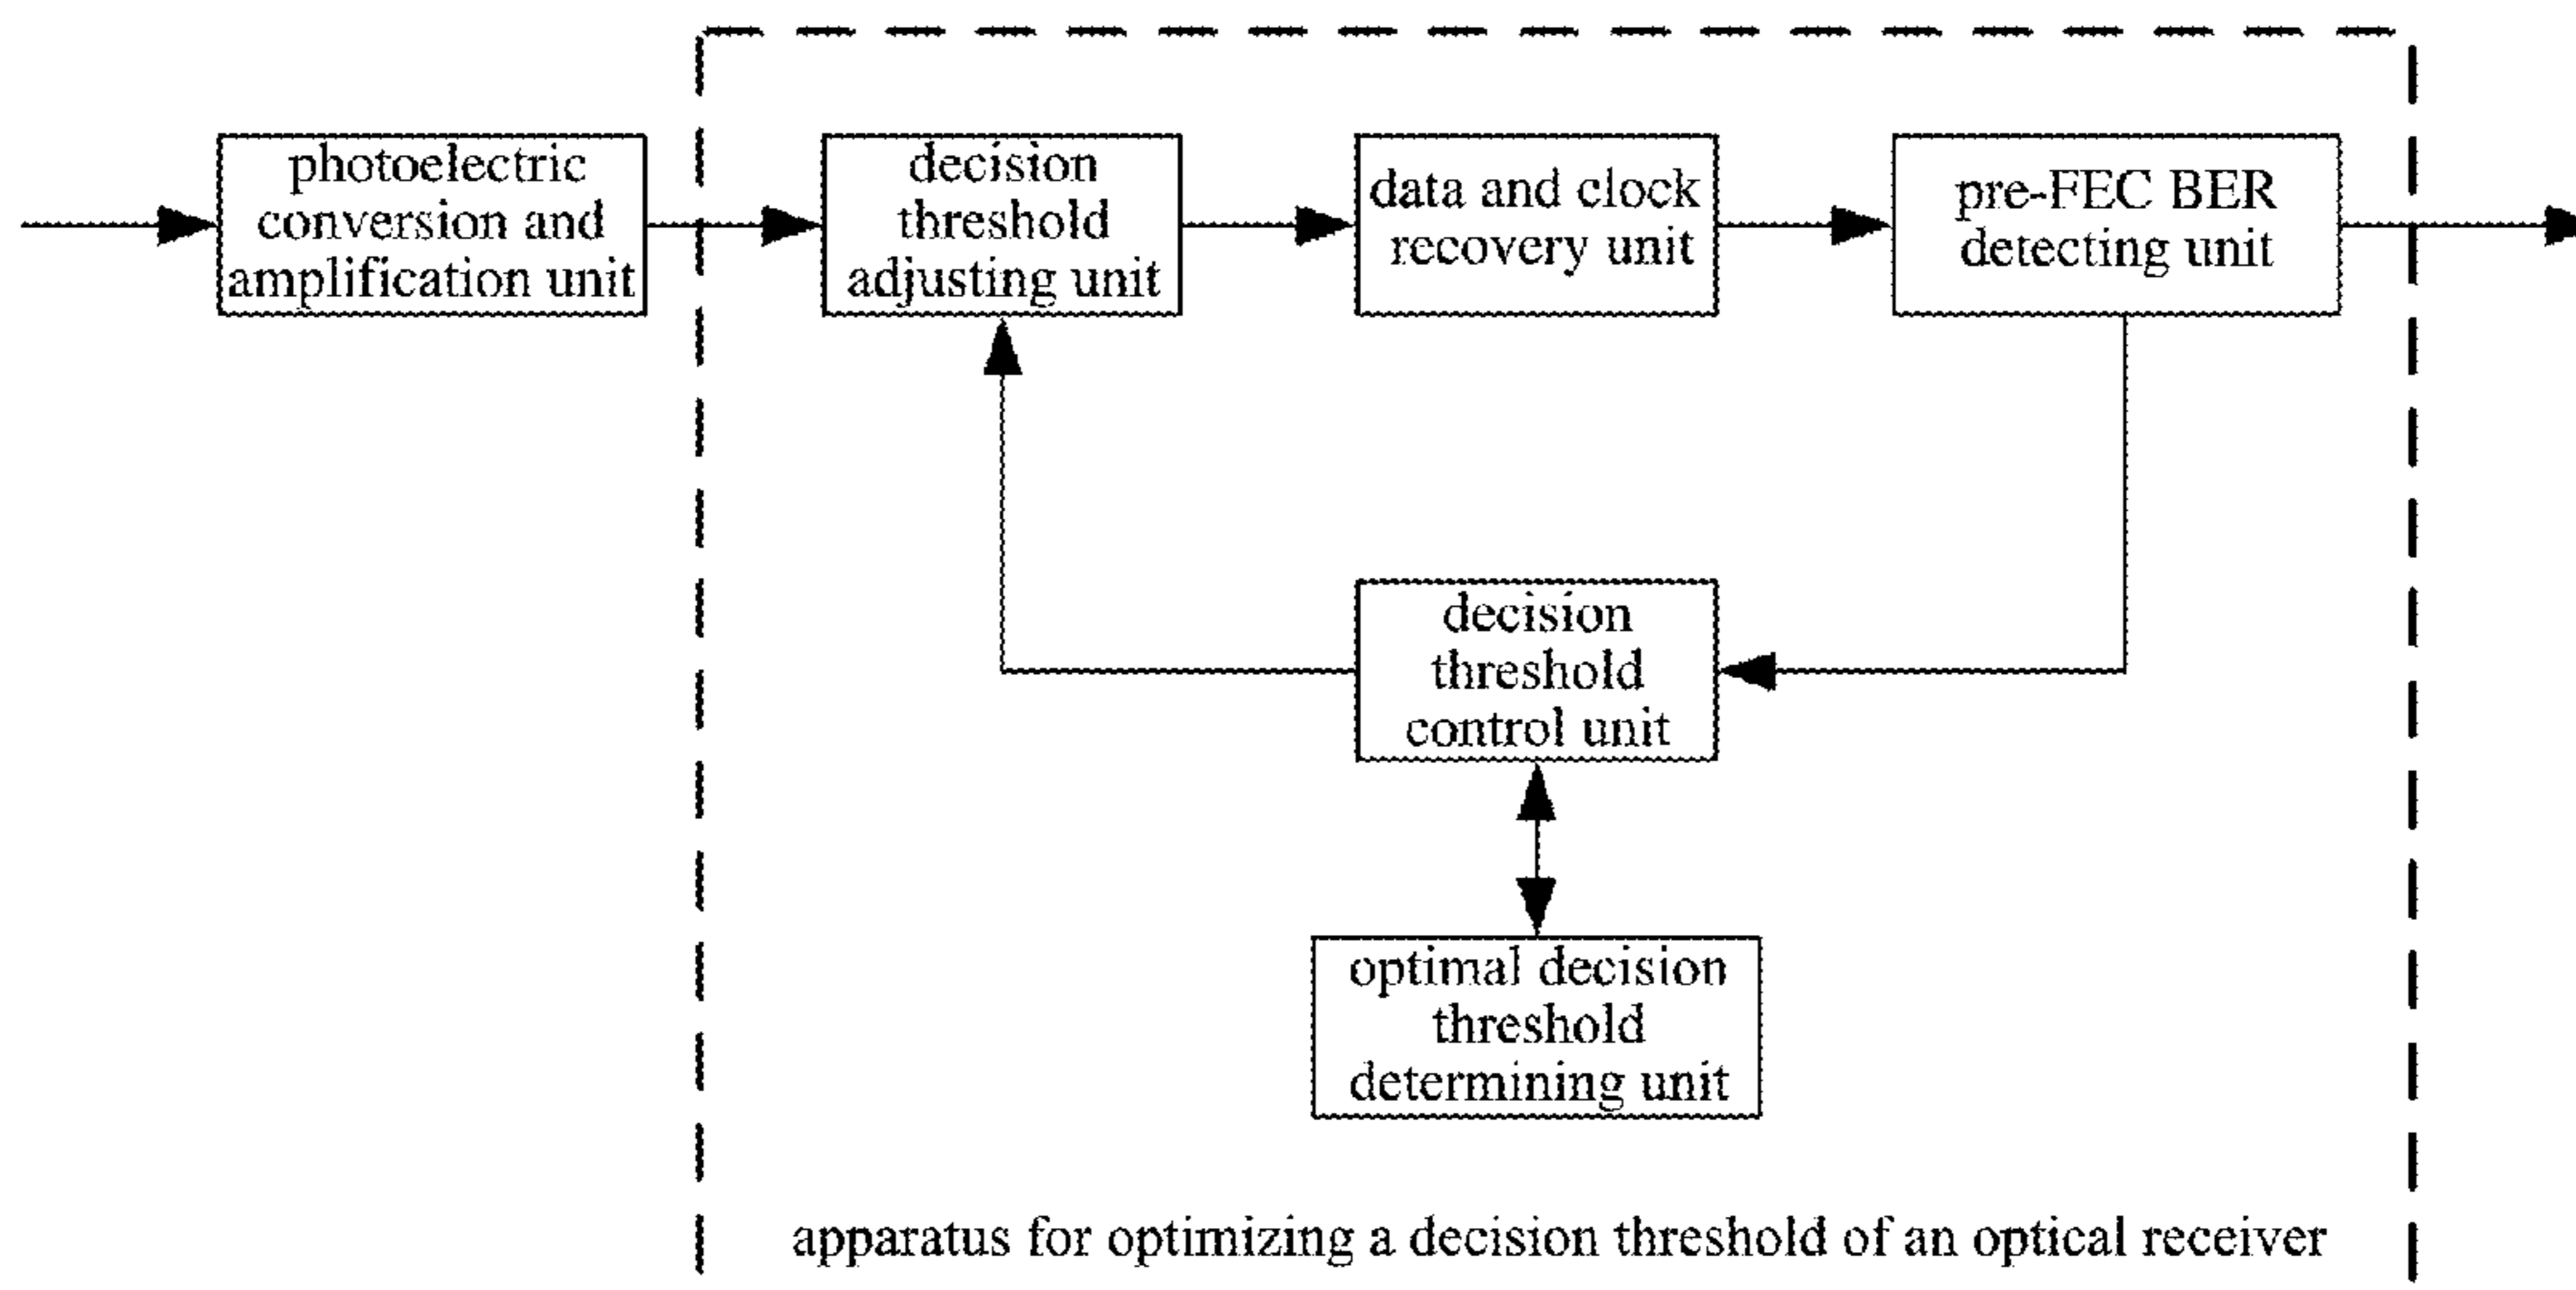 photoelectric
conversion and
amplification unit
decision
threshold
adjusting unit
data and clock
recovery unit
pre-FEC BER
detecting unit
decision
threshold
control unit
optimal decision
threshold
determining unit
apparatus for optimizing a decision threshold of an optical receiver